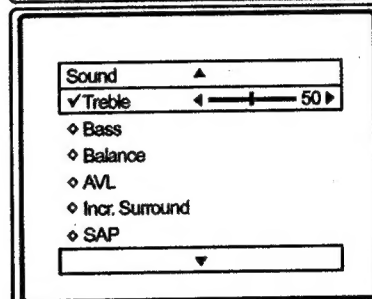 Sound
Treble 50
Bass
Balance
AVL
Incr. Surround
SAP